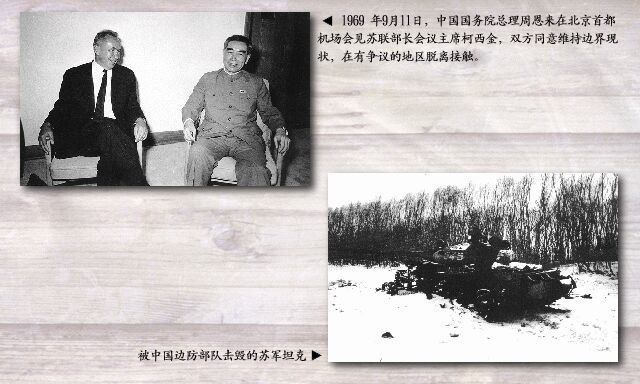 ◀ 1969 年9月11日，中国国务院总理周恩来在北京首都
机场会见苏联部长会议主席柯西金，双方同意维持边界现
状，在有争议的地区脱离接触。
被中国边防部队击毁的苏军坦克 ▶